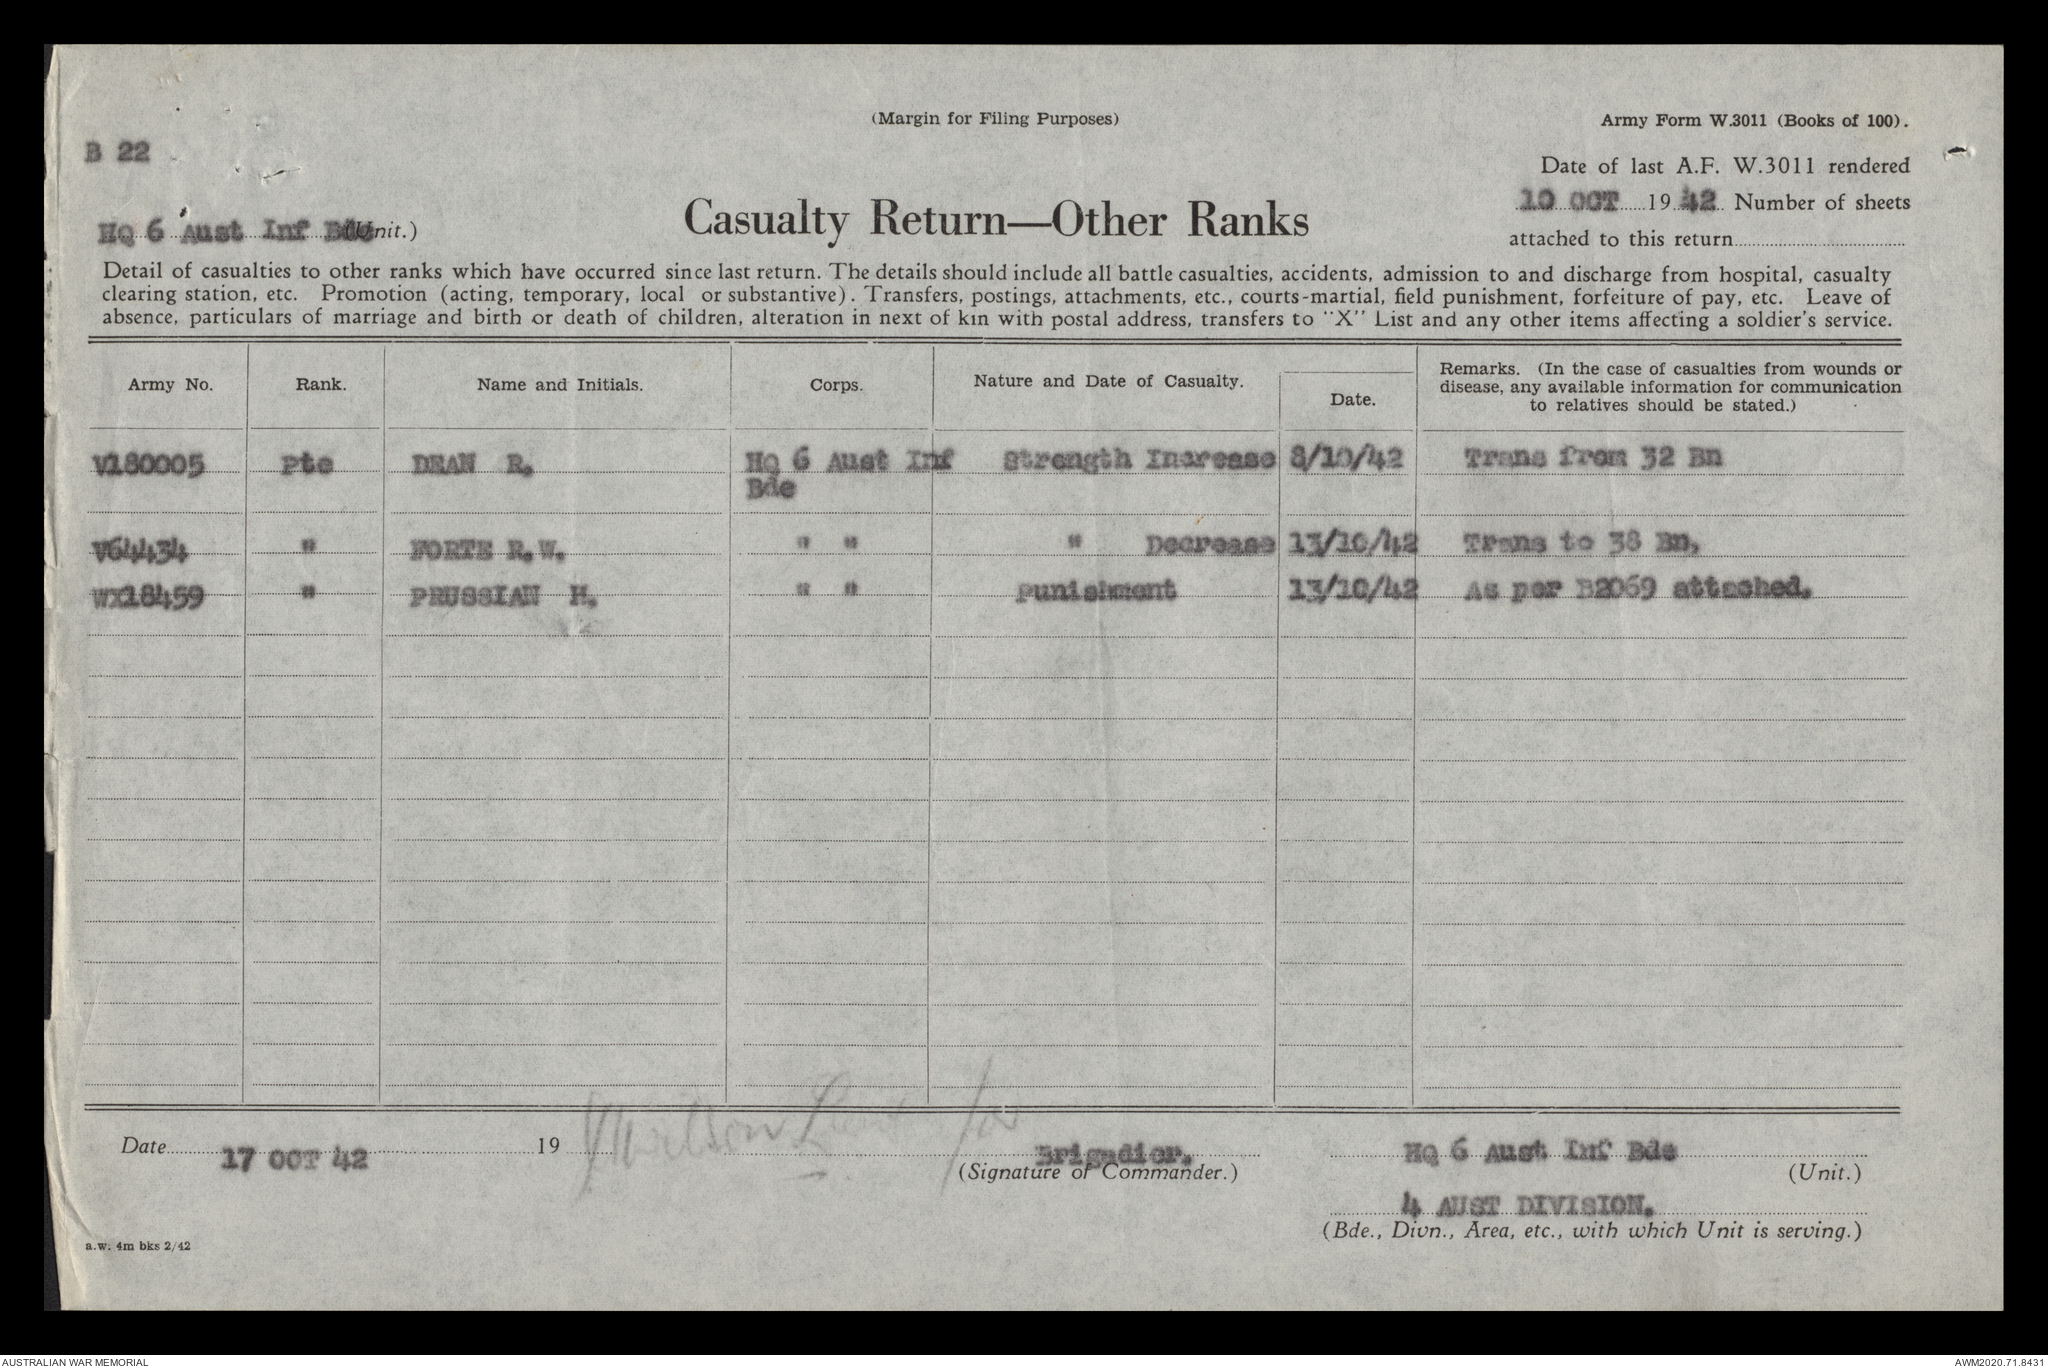 (Margin for Filing Purposes)
Army Form W.3011 (Books of 100).
B 22
Date of last A.F. W.3011 rendered
10 OCT 1942 Number of sheets
attached to this return
HQ 6 Aust Inf Bde (Unit.)
Casualty Return—Other Ranks
Detail of casualties to other ranks which have occurred since last return. The details should include all battle casualties, accidents, admission to and discharge from hospital, casualty
clearing station, etc. Promotion (acting, temporary, local or substantive). Transfers, postings, attachments, etc., courts-martial, field punishment, forfeiture of pay, etc. Leave of
absence, particulars of marriage and birth or death of children, alteration in next of kin with postal address, transfers to "X" List and any other items affecting a soldier's service.
Army No. Rank. Name and Initials. Corps. Nature and Date of Casualty. Date. Remarks. (In the case of casualties from wounds or
disease, any available information for communication
to relatives should be stated.)
V180005 Pte DEAN R. HQ 6 Aust Inf Strength Increase 8/10/42 Trans from 32 Bn
Bde
V64434 " FORTE R.W. " " " Decrease 13/10/42 Trans to 38 Bn,
WX18459 " PRUSSIAN H. " " Punishment 13/10/42 As per B2069 attached.
Date 17 OCT 42 19 Brigadier. HQ 6 Aust Inf Bde
(Signature of Commander.) (Unit.)
4 AUST DIVISION.
(Bde., Divn., Area, etc., with which Unit is serving.)
a.w. 4m bks 2/42
AUSTRALIAN WAR MEMORIAL
AWM2020.71.8431